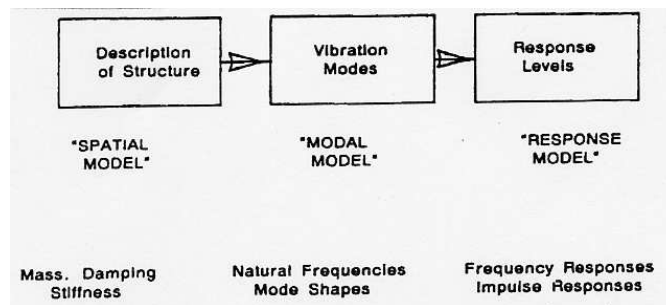 Description
of Structure
Vibration
Modes
Response
Levels
"SPATIAL
MODEL"
"MODAL
MODEL"
"RESPONSE
MODEL"
Mass. Damping
Stiffness
Natural Frequencies
Mode Shapes
Frequency Responses
Impulse Responses